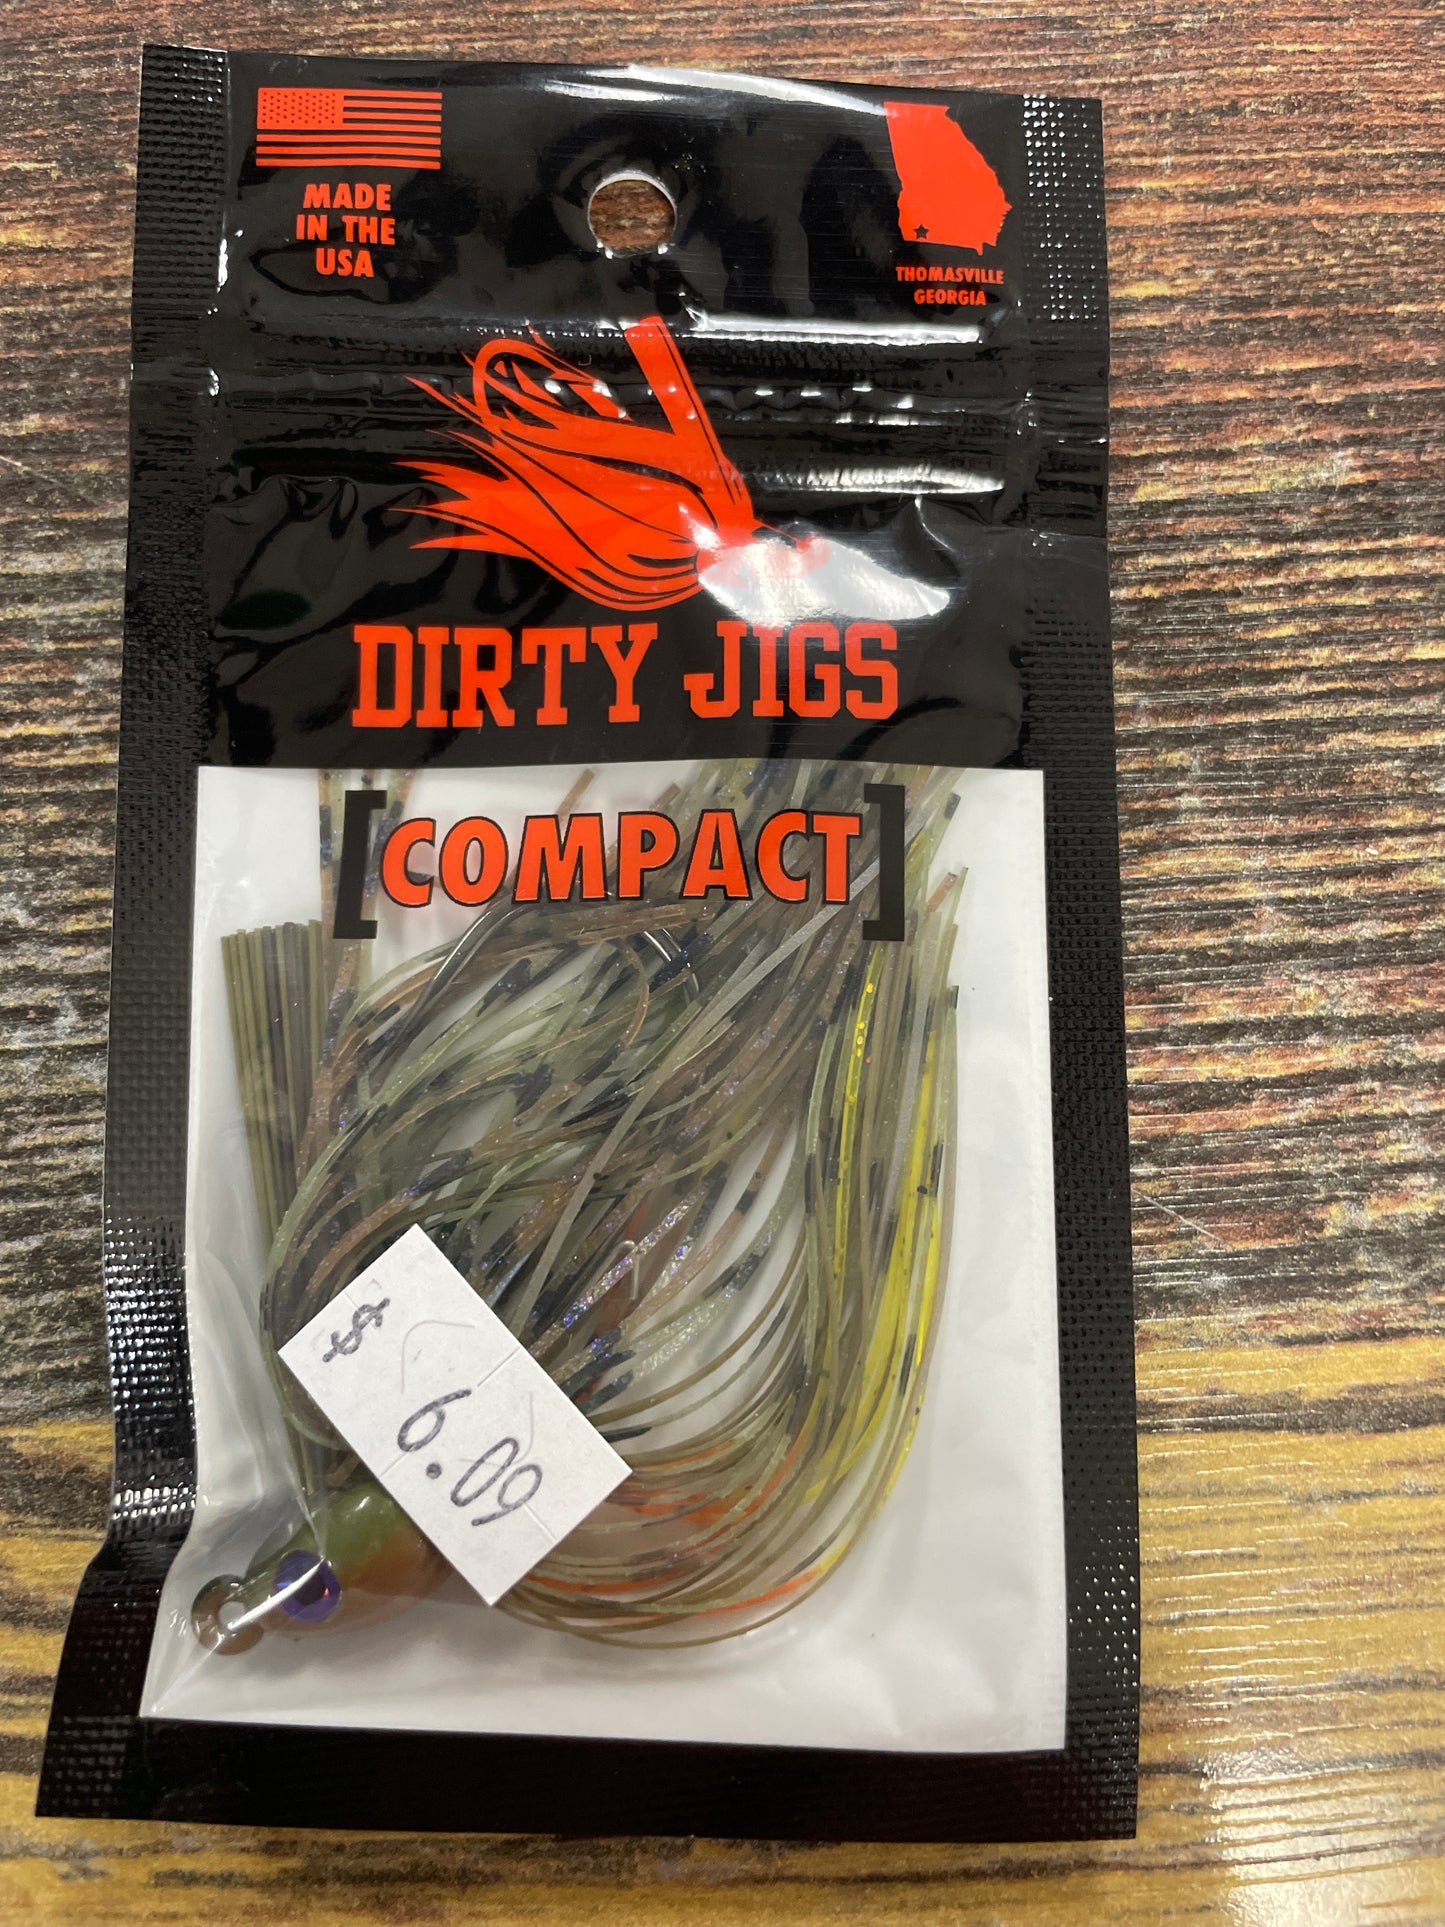 MADE
IN THE
USA
THOMASVILLE
GEORGIA
DIRTY JIGS
[COMPACT]
6.09